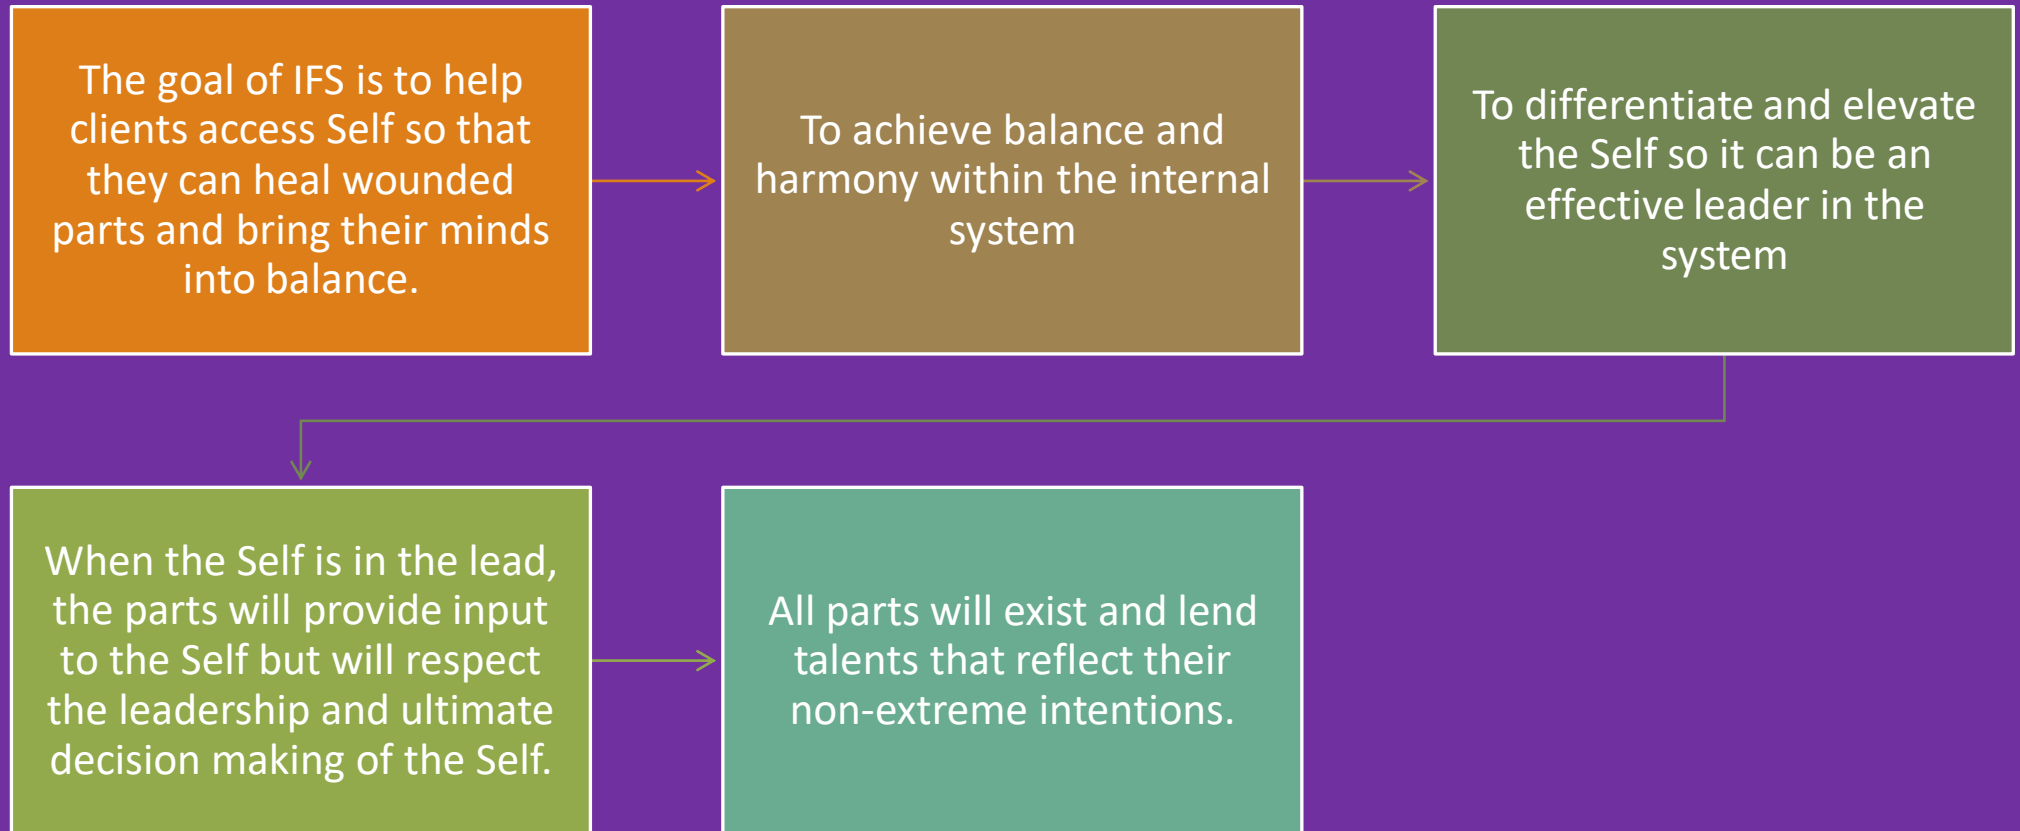 The goal of IFS is to help
clients access Self so that
they can heal wounded
parts and bring their minds
into balance.
To achieve balance and
harmony within the internal
system
To differentiate and elevate
the Self so it can be an
effective leader in the
system
When the Self is in the lead,
the parts will provide input
to the Self but will respect
the leadership and ultimate
decision making of the Self.
All parts will exist and lend
talents that reflect their
non-extreme intentions.